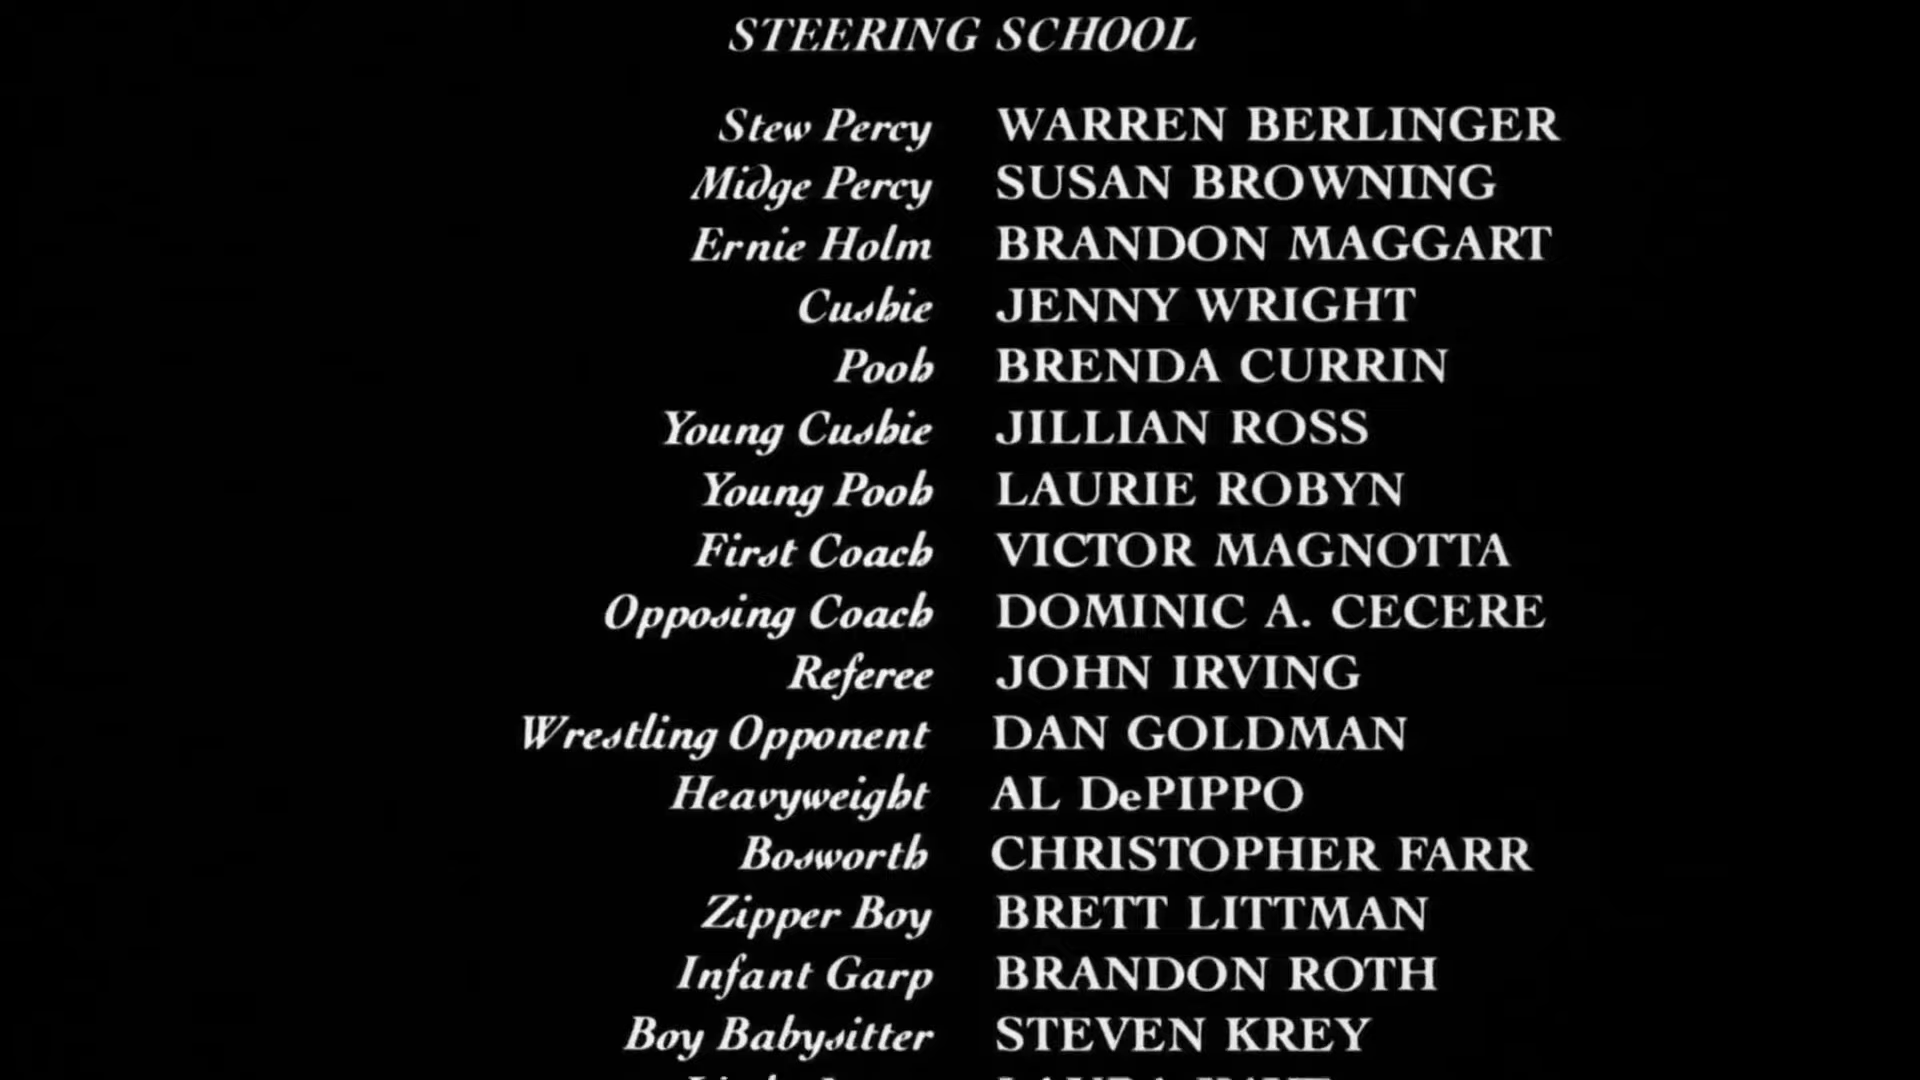 STEERING SCHOOL
Stew Percy WARREN BERLINGER
Midge Percy SUSAN BROWNING
Ernie Holm BRANDON MAGGART
Cushie JENNY WRIGHT
Pooh BRENDA CURRIN
Young Cushie JILLIAN ROSS
Young Pooh LAURIE ROBYN
First Coach VICTOR MAGNOTTA
Opposing Coach DOMINIC A. CECERE
Referee JOHN IRVING
Wrestling Opponent DAN GOLDMAN
Heavyweight AL DePIPPO
Bosworth CHRISTOPHER FARR
Zipper Boy BRETT LITTMAN
Infant Garp BRANDON ROTH
Boy Babysitter STEVEN KREY